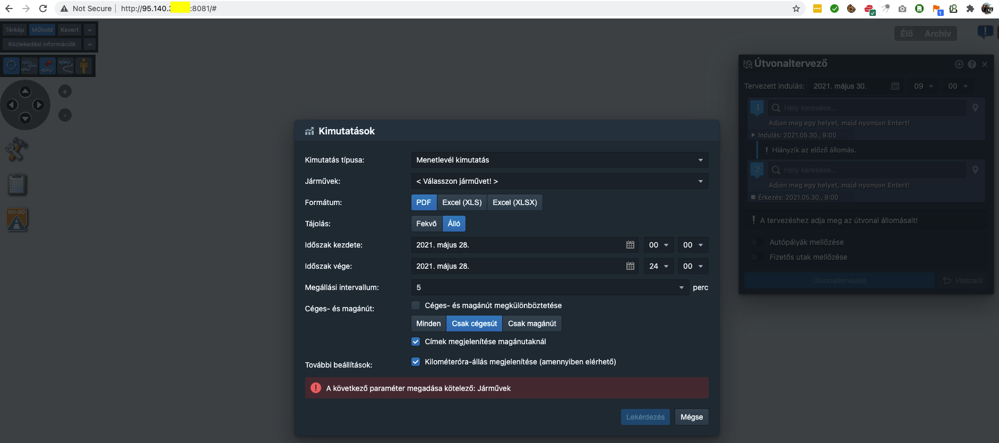 Not Secure
http://95.140.3 :8081/#
1
Térkép
Műhold
Kevert
Közlekedési információk
Élő
Archív
!
+
-
HU-GO
Kimutatások
Kimutatás típusa:
Menetlevél kimutatás
Járművek:
< Válasszon járművet! >
Formátum:
PDF
Excel (XLS)
Excel (XLSX)
Tájolás:
Fekvő
Álló
Időszak kezdete:
2021. május 28.
00
00
Időszak vége:
2021. május 28.
24
00
Megállási intervallum:
5
perc
Céges- és magánút:
Céges- és magánút megkülönböztetése
Minden
Csak cégesút
Csak magánút
Címek megjelenítése magánutaknál
További beállítások:
Kilométeróra-állás megjelenítése (amennyiben elérhető)
! A következő paraméter megadása kötelező: Járművek
Lekérdezés
Mégse
Útvonaltervező
Tervezett indulás:
2021. május 30.
09
00
1
Hely keresése...
Adjon meg egy helyet, majd nyomjon Entert!
Indulás: 2021.05.30., 9:00
! Hiányzik az előző állomás.
2
Hely keresése...
Adjon meg egy helyet, majd nyomjon Entert!
Érkezés: 2021.05.30., 9:00
! A tervezéshez adja meg az útvonal állomásait!
Autópályák mellőzése
Fizetős utak mellőzése
Útvonaltervezés
Visszaút